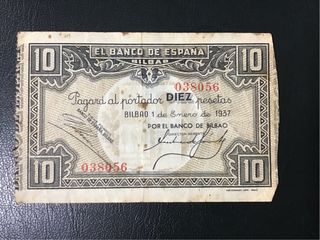 10
EL BANCO DE ESPAÑA
10
BILBAO
038056
Pagará al portador DIEZ pesetas
BILBAO 1 de Enero de 1937
POR EL BANCO DE BILBAO
038056
10
10